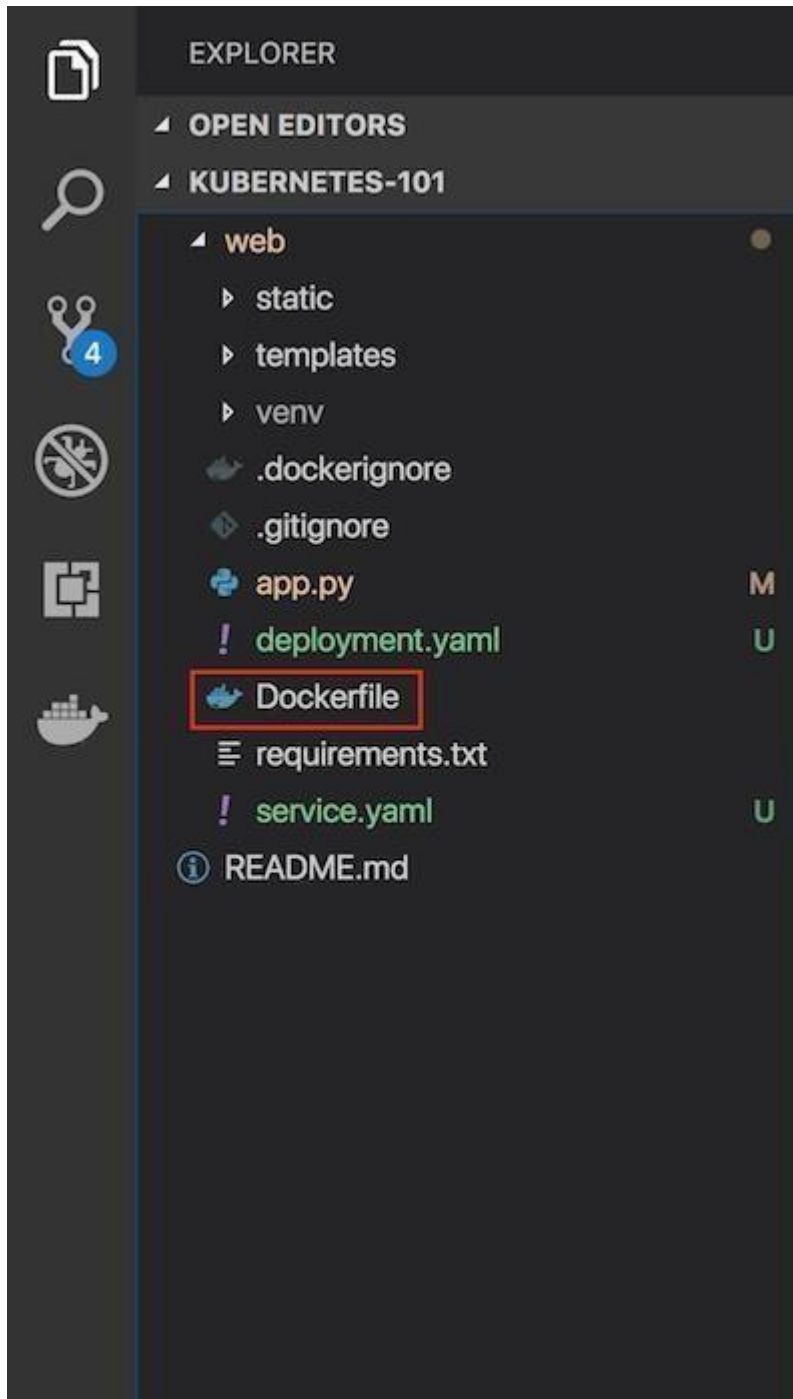 EXPLORER
OPEN EDITORS
KUBERNETES-101
web
static
templates
4
venv
.dockerignore
.gitignore
app.py M
deployment.yaml U
Dockerfile
requirements.txt
service.yaml U
README.md